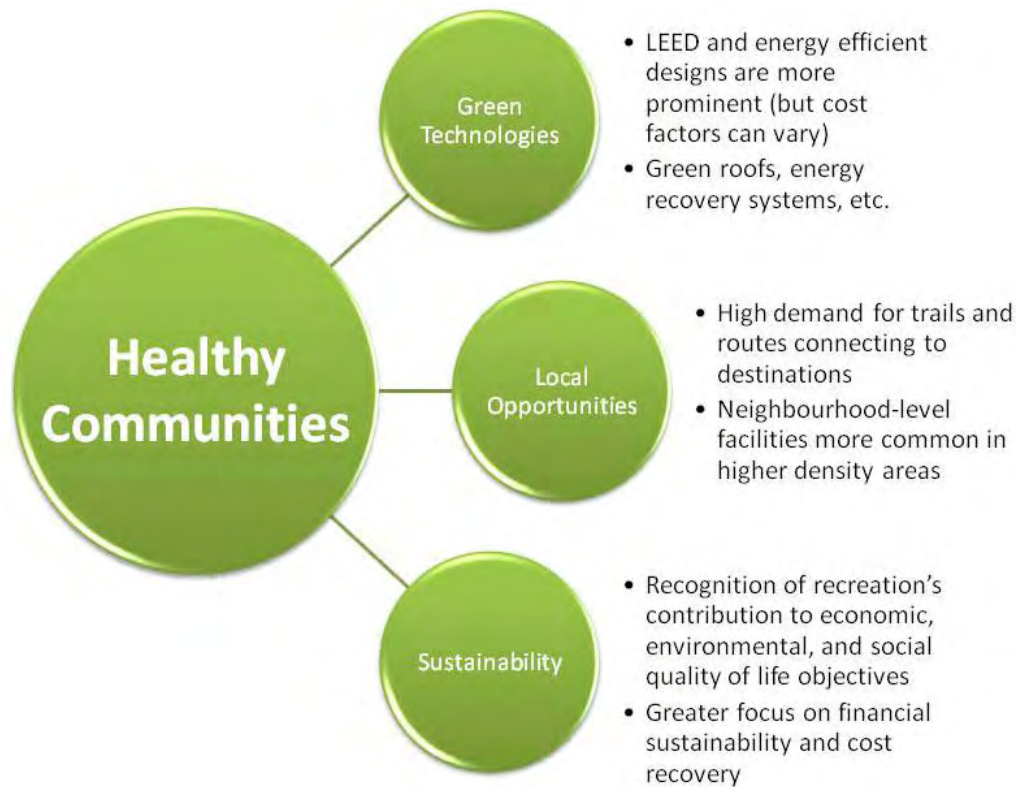 Healthy
Communities
Green
Technologies
• LEED and energy efficient
designs are more
prominent (but cost
factors can vary)
• Green roofs, energy
recovery systems, etc.
Local
Opportunities
• High demand for trails and
routes connecting to
destinations
• Neighbourhood-level
facilities more common in
higher density areas
Sustainability
• Recognition of recreation's
contribution to economic,
environmental, and social
quality of life objectives
• Greater focus on financial
sustainability and cost
recovery